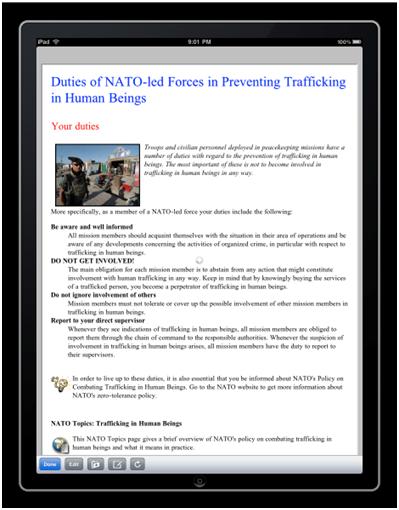 iPad 9:01 PM 100%
Duties of NATO-led Forces in Preventing Trafficking
in Human Beings
Your duties
Troops and civilian personnel deployed in peacekeeping missions have a
number of duties with regard to the prevention of trafficking in human
beings. The most important of these is not to become involved in
trafficking in human beings in any way.
More specifically, as a member of a NATO-led force your duties include the following:
Be aware and well informed
All mission members should acquaint themselves with the situation in their area of operations and be
aware of any developments concerning the activities of organized crime, in particular with respect to
trafficking in human beings.
DO NOT GET INVOLVED!
The main obligation for each mission member is to abstain from any action that might constitute
involvement with human trafficking in any way. Keep in mind that by knowingly buying the services
of a trafficked person, you become a perpetrator of trafficking in human beings.
Do not ignore involvement of others
Mission members must not tolerate or cover up the possible involvement of other mission members in
trafficking in human beings.
Report to your direct supervisor
Whenever they see indications of trafficking in human beings, all mission members are obliged to
report them through the chain of command to the responsible authorities. Whenever the suspicion of
involvement in trafficking in human beings arises, all mission members have the duty to report to
their supervisors.
In order to live up to these duties, it is also essential that you be informed about NATO's Policy on
Combating Trafficking in Human Beings. Go to the NATO website to get more information about
NATO's zero-tolerance policy.
NATO Topics: Trafficking in Human Beings
This NATO Topics page gives a brief overview of NATO's policy on combating trafficking in
human beings and what it means in practice.
Done Edit